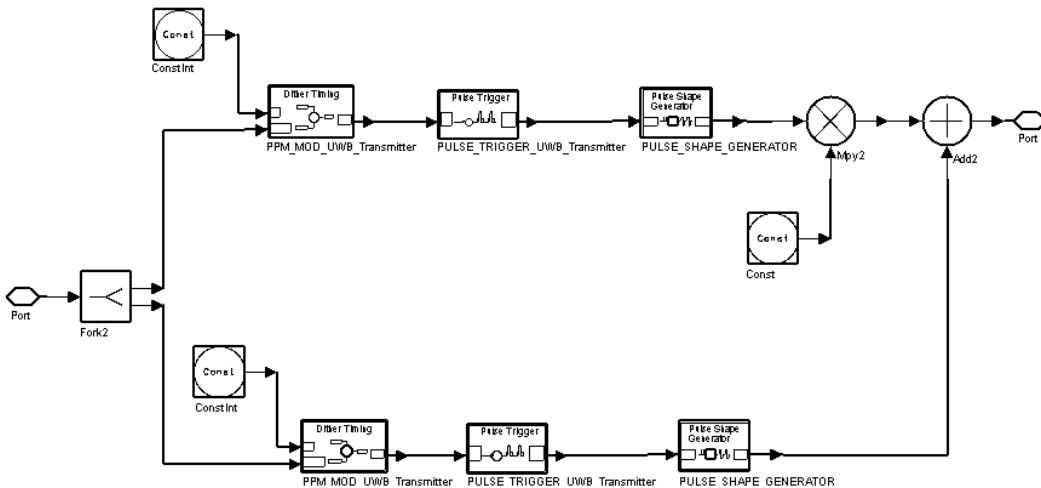 Const
ConstInt
Dither Timing
PPM_MOD_UWB_Transmitter
Pulse Trigger
PULSE_TRIGGER_UWB_Transmitter
Pulse Shape
Generator
PULSE_SHAPE_GENERATOR
Mpy2
Add2
Port
Const
Const
Port
Fork2
Const
ConstInt
Dither Timing
PPM_MOD_UWB_Transmitter
Pulse Trigger
PULSE_TRIGGER_UWB_Transmitter
Pulse Shape
Generator
PULSE_SHAPE_GENERATOR